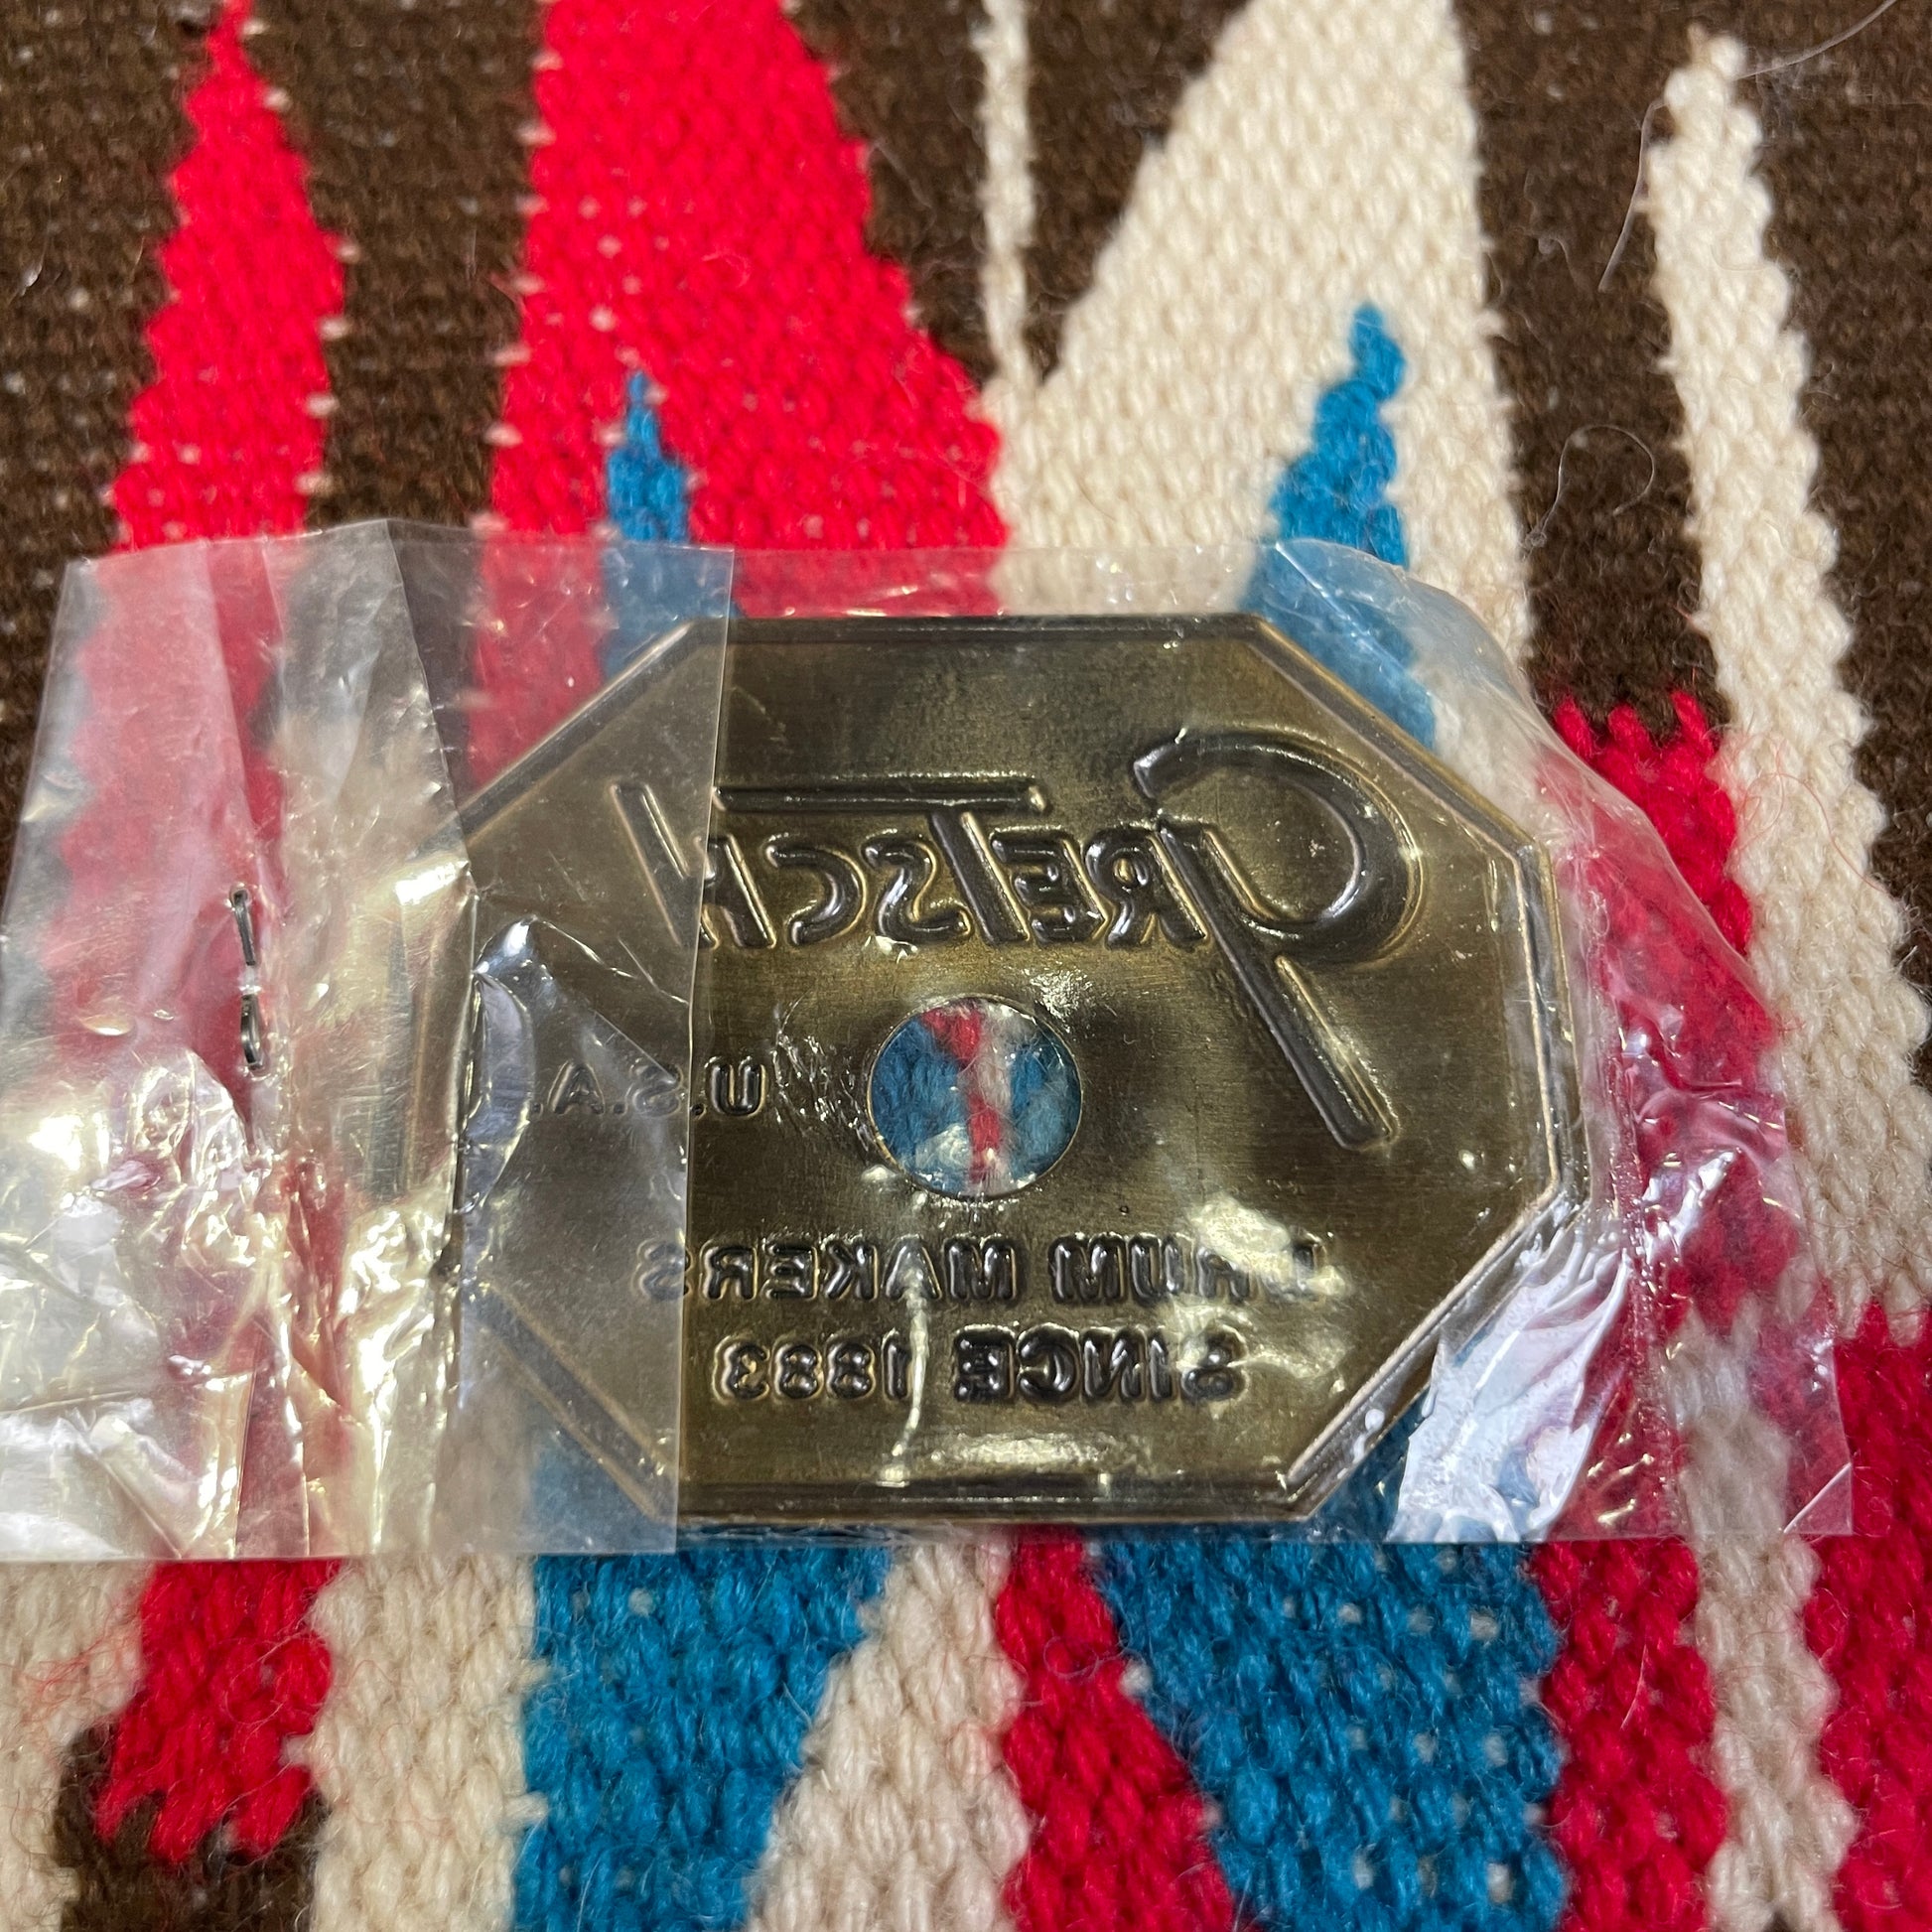 GRETSCH
U.S.A.
DRUM MAKERS
SINCE 1883